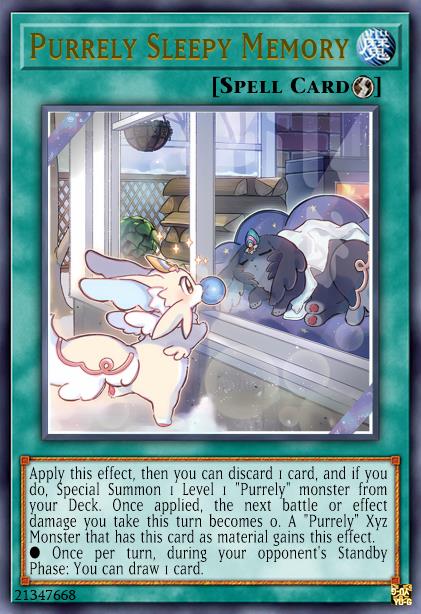 Purrely Sleepy Memory
魔
[Spell Card]
Apply this effect, then you can discard 1 card, and if you
do, Special Summon 1 Level 1 "Purrely" monster from
your Deck. Once applied, the next battle or effect
damage you take this turn becomes 0. A "Purrely" Xyz
Monster that has this card as material gains this effect.
● Once per turn, during your opponent's Standby
Phase: You can draw 1 card.
21347668